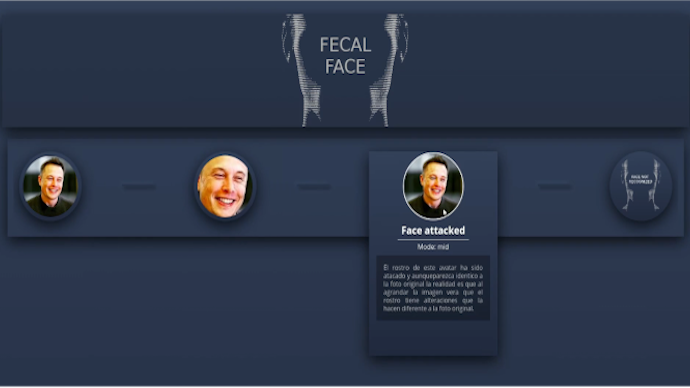 FECAL
FACE
Face attacked
Mode: mid
El rostro de este avatar ha sido
atacado y aunqueparezca identico a
la foto original la realidad es que al
agrandar la imagen vera que el
rostro tiene alteraciones que la
hacen diferente a la foto original.